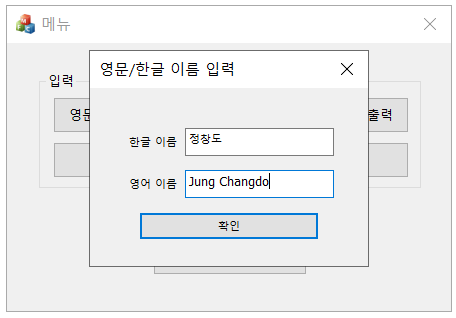 메뉴
영문/한글 이름 입력
입력
영문
출력
한글 이름
정창도
영어 이름
Jung Changdo
확인